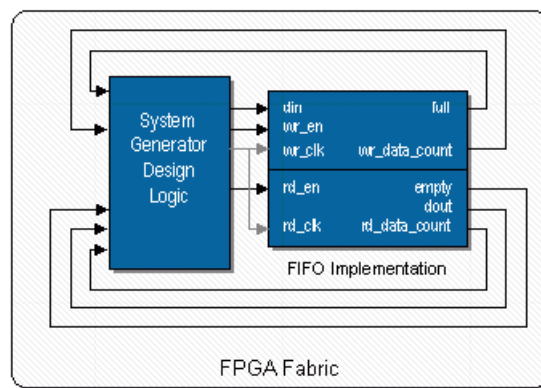 System
Generator
Design
Logic
din full
wr_en
wr_clk wr_data_count
rd_en empty
dout
rd_clk rd_data_count
FIFO Implementation
FPGA Fabric